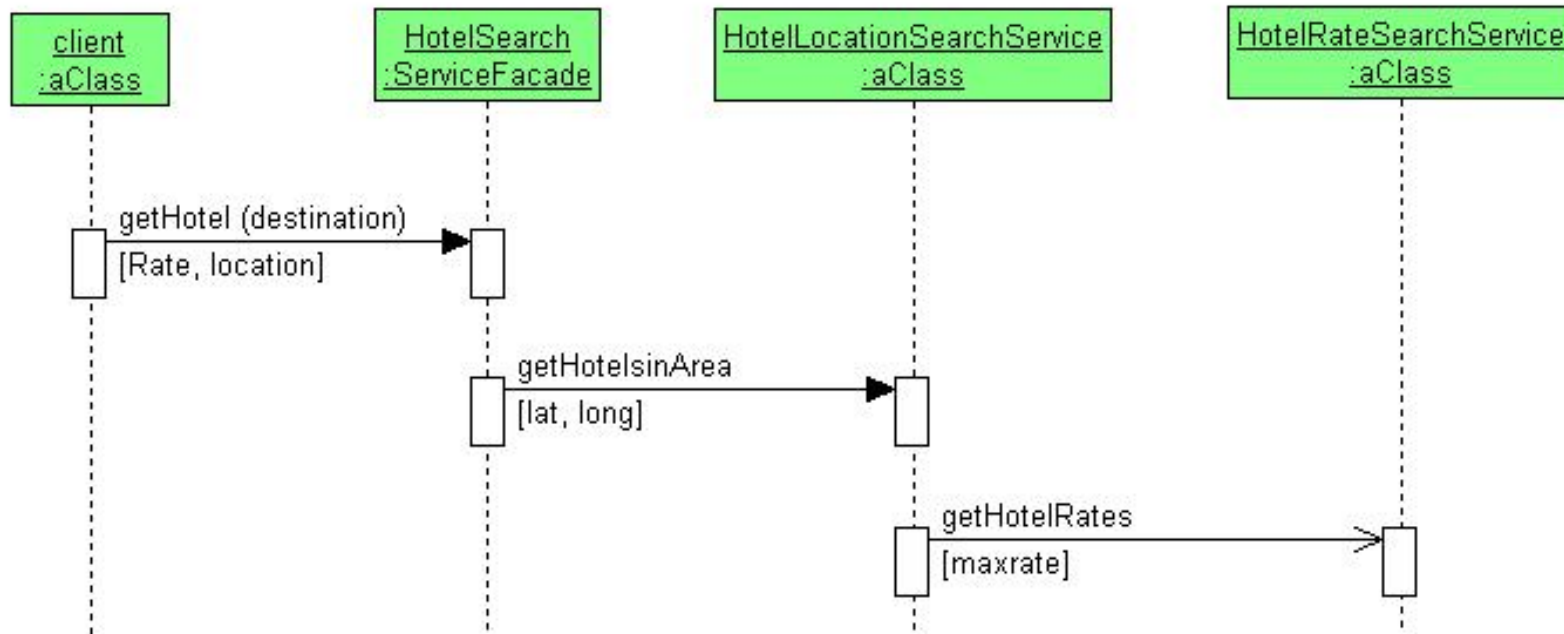 client
:aClass
HotelSearch
:ServiceFacade
HotelLocationSearchService
:aClass
HotelRateSearchService
:aClass
getHotel (destination)
[Rate, location]
getHotelsinArea
[lat, long]
getHotelRates
[maxrate]